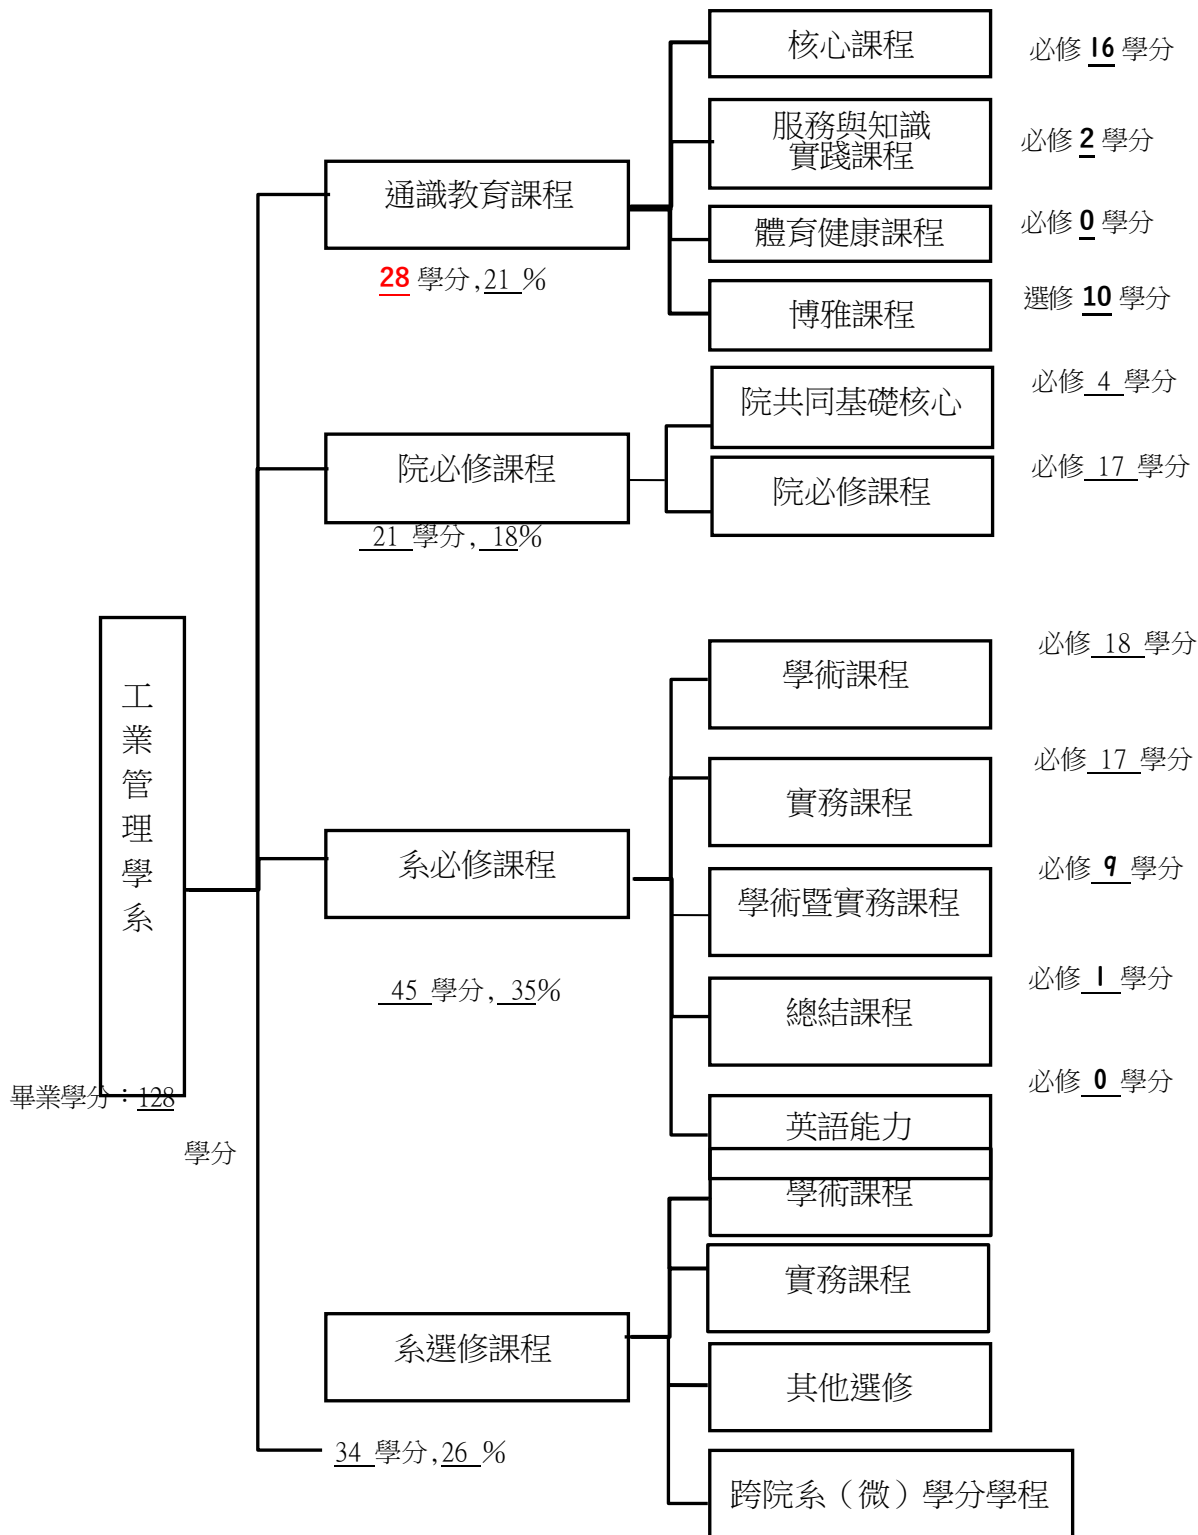 核心課程
必修 16 學分
服務與知識
實踐課程
必修 2 學分
通識教育課程
體育健康課程
必修 0 學分
28 學分,21 %
博雅課程
選修 10 學分
院共同基礎核心
必修 4 學分
院必修課程
院必修課程
必修 17 學分
21 學分, 18%
工業管理學系
畢業學分：128
學分
學術課程
必修 18 學分
實務課程
必修 17 學分
系必修課程
學術暨實務課程
必修 9 學分
45 學分, 35%
總結課程
必修 1 學分
英語能力
必修 0 學分
學術課程
實務課程
系選修課程
其他選修
34 學分,26 %
跨院系（微）學分學程